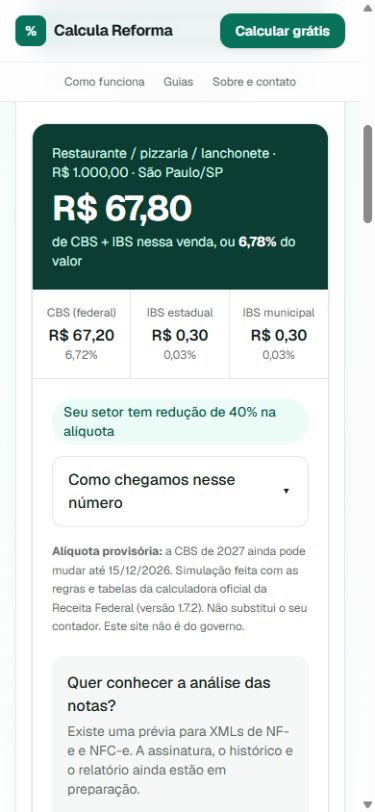 % Calcula Reforma
Calcular grátis
Como funciona Guias Sobre e contato
Restaurante / pizzaria / lanchonete ·
R$ 1.000,00 · São Paulo/SP
R$ 67,80
de CBS + IBS nessa venda, ou 6,78% do
valor
CBS (federal) IBS estadual IBS municipal
R$ 67,20 R$ 0,30 R$ 0,30
6,72% 0,03% 0,03%
Seu setor tem redução de 40% na
alíquota
Como chegamos nesse
número
Alíquota provisória: a CBS de 2027 ainda pode
mudar até 15/12/2026. Simulação feita com as
regras e tabelas da calculadora oficial da
Receita Federal (versão 1.7.2). Não substitui o seu
contador. Este site não é do governo.
Quer conhecer a análise das
notas?
Existe uma prévia para XMLs de NF-
e e NFC-e. A assinatura, o histórico e
o relatório ainda estão em
preparação.